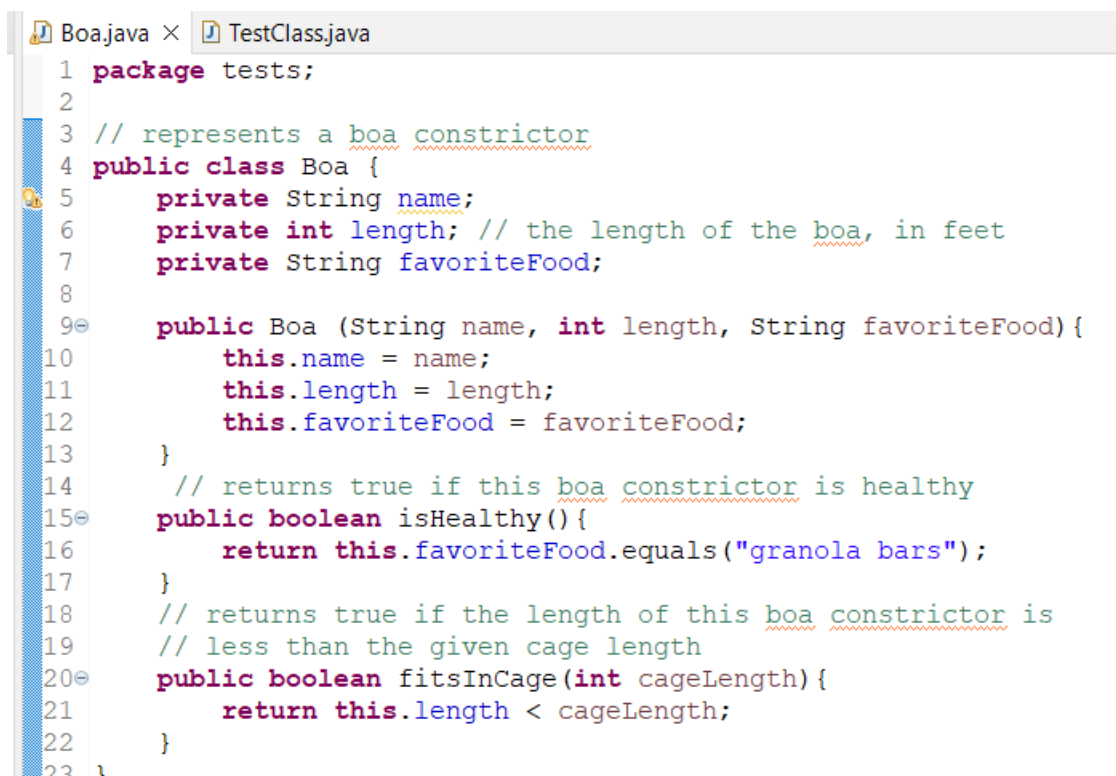 Boa.java × TestClass.java
1 package tests;
2
3 // represents a boa constrictor
4 public class Boa {
5     private String name;
6     private int length; // the length of the boa, in feet
7     private String favoriteFood;
8
9     public Boa (String name, int length, String favoriteFood){
10         this.name = name;
11         this.length = length;
12         this.favoriteFood = favoriteFood;
13     }
14      // returns true if this boa constrictor is healthy
15     public boolean isHealthy(){
16         return this.favoriteFood.equals("granola bars");
17     }
18     // returns true if the length of this boa constrictor is
19     // less than the given cage length
20     public boolean fitsInCage(int cageLength){
21         return this.length < cageLength;
22     }
23 }